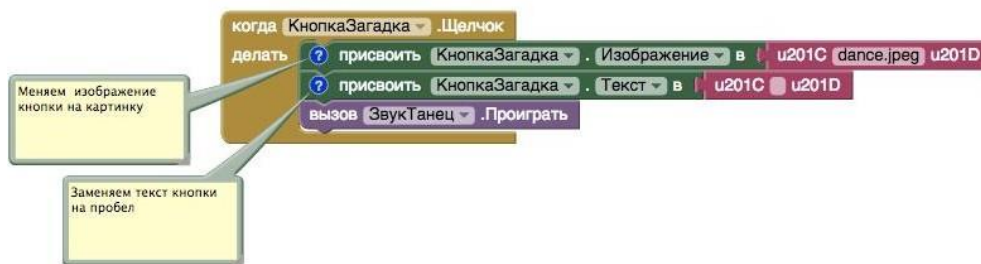 когда КнопкаЗагадка .Щелчок
делать ? присвоить КнопкаЗагадка . Изображение в u201C dance.jpeg u201D
? присвоить КнопкаЗагадка . Текст в u201C u201D
вызов ЗвукТанец .Проиграть
Меняем изображение
кнопки на картинку
Заменяем текст кнопки
на пробел